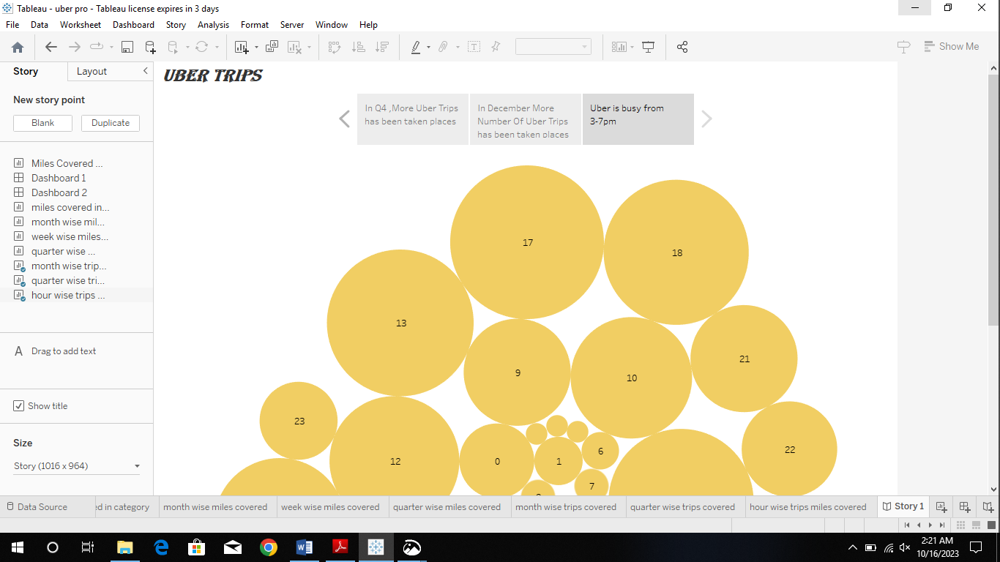 Tableau - uber pro - Tableau license expires in 3 days
File Data Worksheet Dashboard Story Analysis Format Server Window Help
Show Me
Story Layout
New story point
Blank Duplicate
Miles Covered ...
Dashboard 1
Dashboard 2
miles covered in...
month wise mil...
week wise miles...
quarter wise ...
month wise trip...
quarter wise tri...
hour wise trips ...
A Drag to add text
Show title
Size
Story (1016 x 964)
UBER TRIPS
In Q4 ,More Uber Trips
has been taken places
In December More
Number Of Uber Trips
has been taken places
Uber is busy from
3-7pm
17
18
13
21
9
10
23
22
6
12
0
1
7
Data Source ed in category month wise miles covered week wise miles covered quarter wise miles covered month wise trips covered quarter wise trips covered hour wise trips miles covered Story 1
2:21 AM
10/16/2023